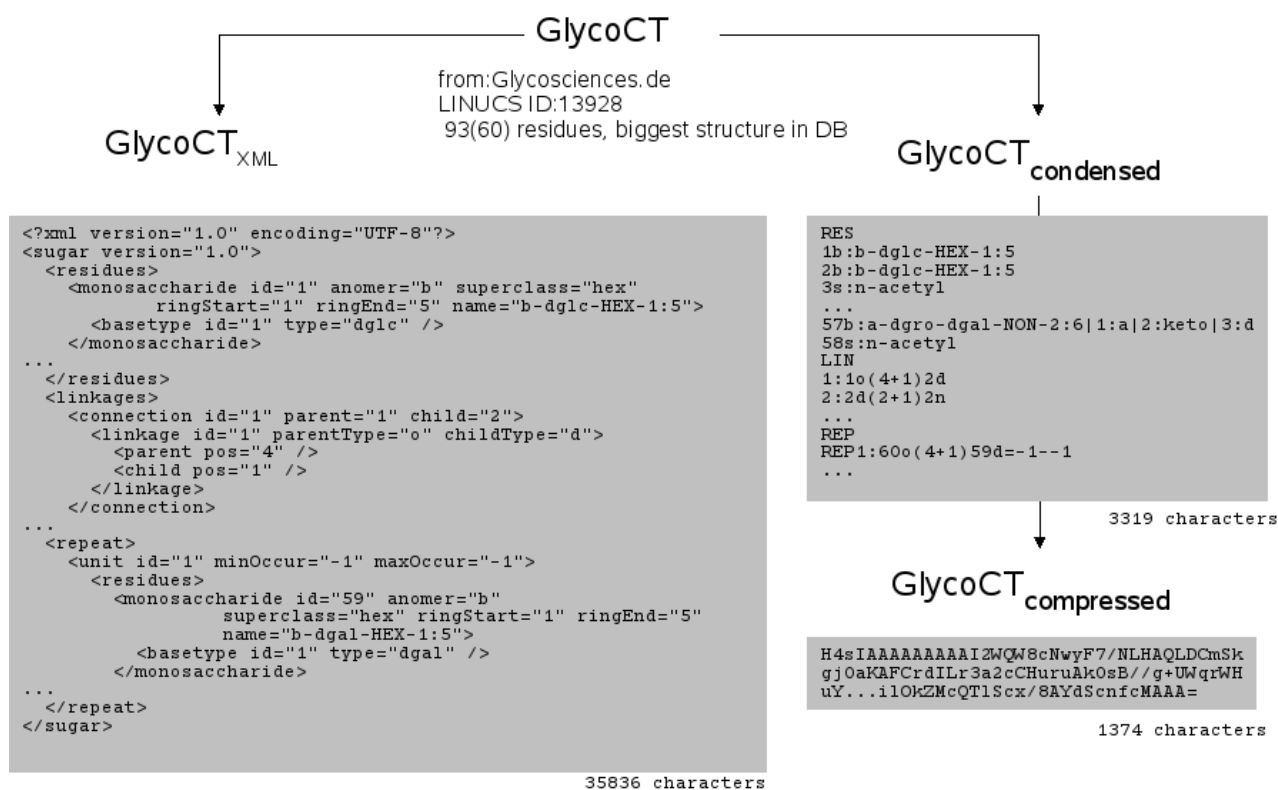 GlycoCT
from:Glycosciences.de
LINUCS ID:13928
93(60) residues, biggest structure in DB
GlycoCT XML
<?xml version="1.0" encoding="UTF-8"?>
<sugar version="1.0">
  <residues>
    <monosaccharide id="1" anomer="b" superclass="hex"
            ringStart="1" ringEnd="5" name="b-dglc-HEX-1:5">
      <basetype id="1" type="dglc" />
    </monosaccharide>
...
  </residues>
  <linkages>
    <connection id="1" parent="1" child="2">
      <linkage id="1" parentType="o" childType="d">
        <parent pos="4" />
        <child pos="1" />
      </linkage>
    </connection>
...
  <repeat>
    <unit id="1" minOccur="-1" maxOccur="-1">
      <residues>
        <monosaccharide id="59" anomer="b"
                  superclass="hex" ringStart="1" ringEnd="5"
                  name="b-dgal-HEX-1:5">
          <basetype id="1" type="dgal" />
        </monosaccharide>
...
  </repeat>
</sugar>
35836 characters
GlycoCT condensed
RES
1b:b-dglc-HEX-1:5
2b:b-dglc-HEX-1:5
3s:n-acetyl
...
57b:a-dgro-dgal-NON-2:6|1:a|2:keto|3:d
58s:n-acetyl
LIN
1:1o(4+1)2d
2:2d(2+1)2n
...
REP
REP1:60o(4+1)59d=-1--1
...
3319 characters
GlycoCT compressed
H4sIAAAAAAAAAI2WQW8cNwyF7/NLHAQLDCmSk
gj0aKAFCrdILr3a2cCHuruAk0sB//g+UWqrWH
uY...ilOkZMcQTlScx/8AYdScnfcMAAA=
1374 characters